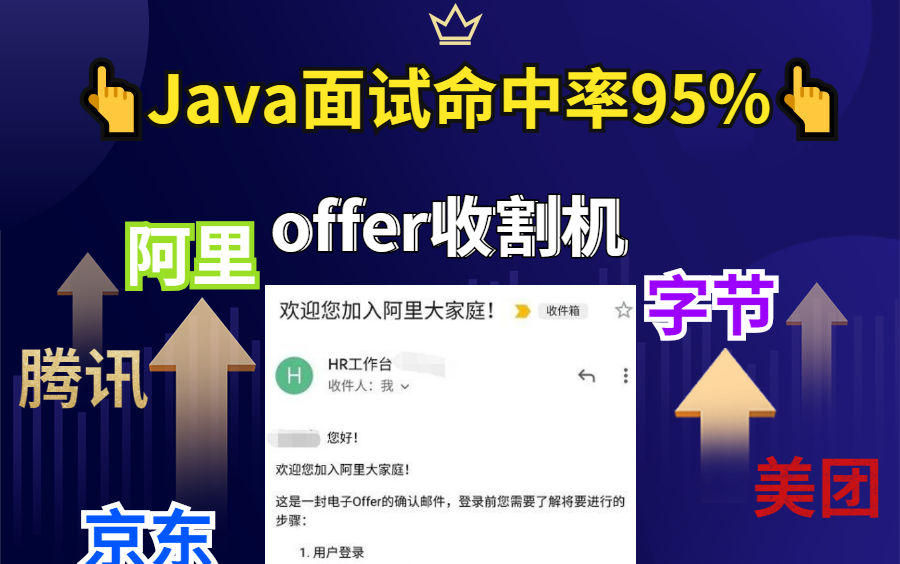 Java面试命中率95%
offer收割机
阿里
字节
腾讯
美团
京东
欢迎您加入阿里大家庭！
收件箱
H
HR工作台
收件人：我
您好！
欢迎您加入阿里大家庭！
这是一封电子Offer的确认邮件，登录前您需要了解将要进行的
步骤：
1. 用户登录